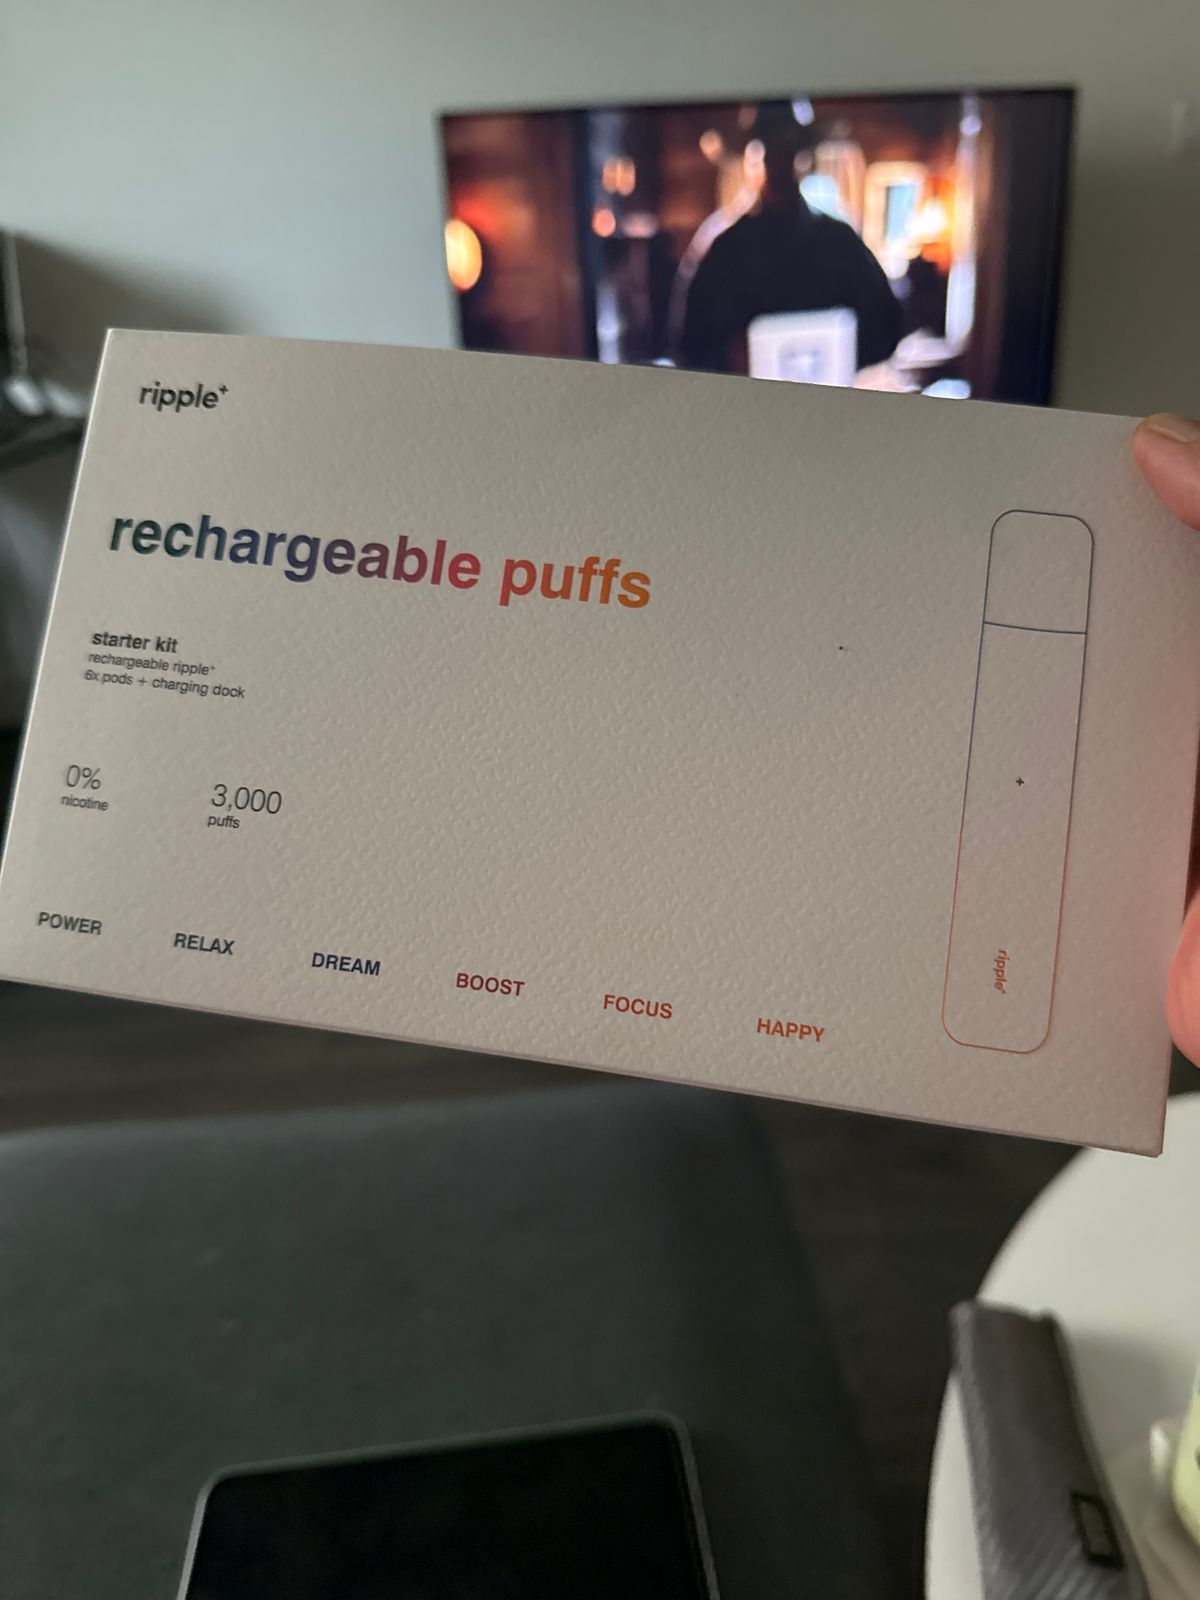 ripple+
rechargeable puffs
starter kit
rechargeable ripple+
6x pods + charging dock
0%
nicotine
3,000
puffs
POWER
RELAX
DREAM
BOOST
FOCUS
HAPPY
+
ripple+